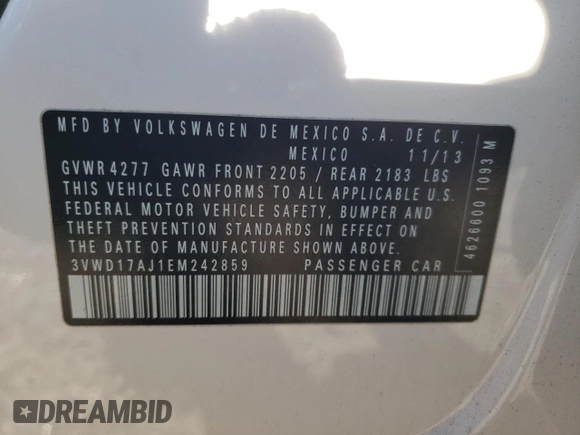 MFD BY VOLKSWAGEN DE MEXICO S.A. DE C.V.
MEXICO 11/13
GVWR 4277 GAWR FRONT 2205 / REAR 2183 LBS
THIS VEHICLE CONFORMS TO ALL APPLICABLE U.S.
FEDERAL MOTOR VEHICLE SAFETY, BUMPER AND
THEFT PREVENTION STANDARDS IN EFFECT ON
THE DATE OF MANUFACTURE SHOWN ABOVE.
3VWD17AJ1EM242859 PASSENGER CAR
4626600 1093 M
DREAMBID